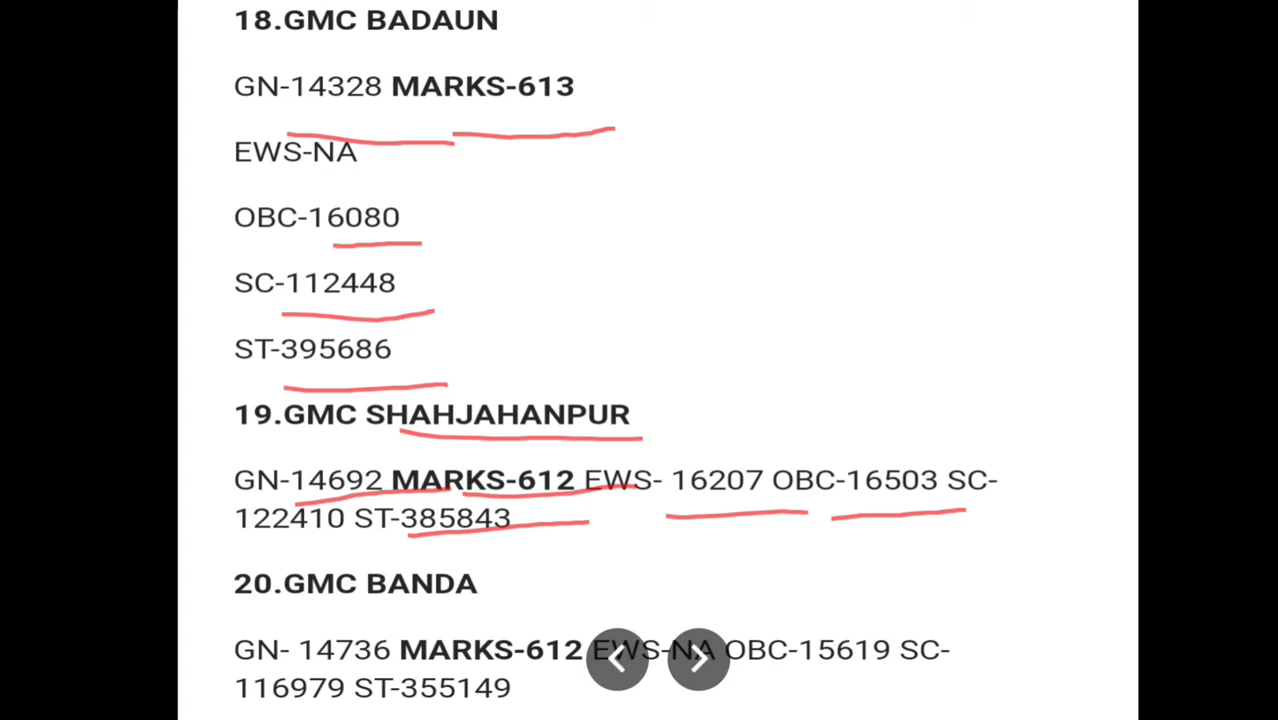 18.GMC BADAUN
GN-14328 MARKS-613
EWS-NA
OBC-16080
SC-112448
ST-395686
19.GMC SHAHJAHANPUR
GN-14692 MARKS-612 EWS- 16207 OBC-16503 SC-
122410 ST-385843
20.GMC BANDA
GN- 14736 MARKS-612 EWS-NA OBC-15619 SC-
116979 ST-355149